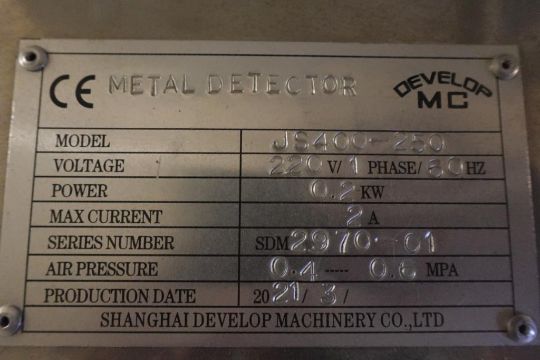 CE METAL DETECTOR DEVELOP MC
MODEL JS400-250
VOLTAGE 220 V/ 1 PHASE/ 60 HZ
POWER 0.2 KW
MAX CURRENT 2 A
SERIES NUMBER SDM2970-01
AIR PRESSURE 0.4 ----- 0.6 MPA
PRODUCTION DATE 2021/ 3/
SHANGHAI DEVELOP MACHINERY CO.,LTD